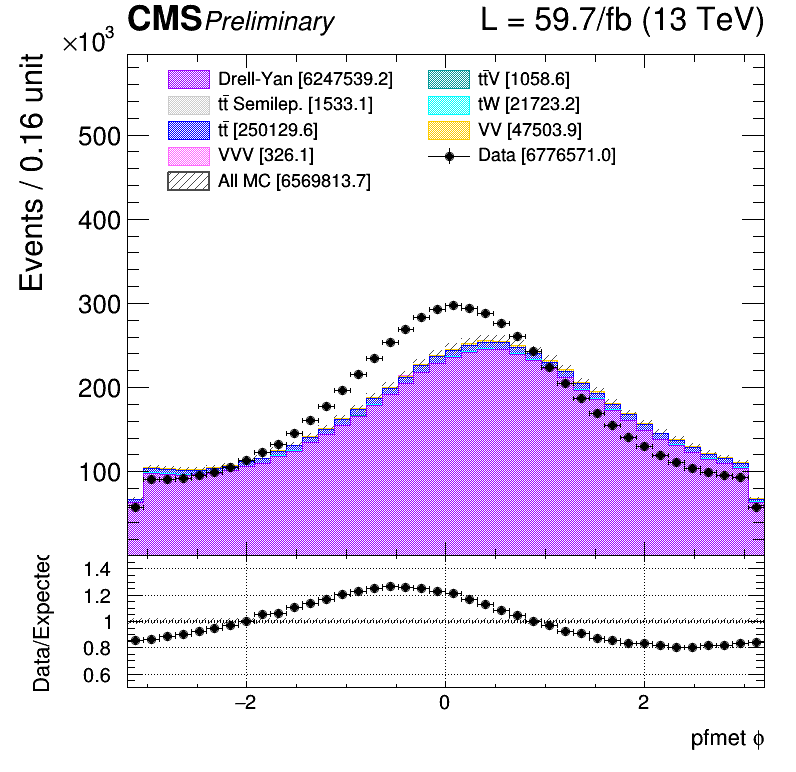 CMS Preliminary L = 59.7/fb (13 TeV)
×10³
Events / 0.16 unit
Drell-Yan [6247539.2]
tt̄ Semilep. [1533.1]
tt̄ [250129.6]
VVV [326.1]
All MC [6569813.7]
tt̄V [1058.6]
tW [21723.2]
VV [47503.9]
Data [6776571.0]
500
400
300
200
100
Data/Expected
1.4
1.2
1
0.8
0.6
−2 0 2
pfmet ϕ